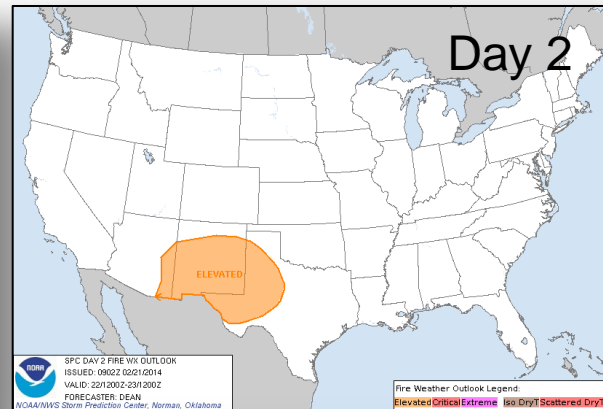 Day 2
ELEVATED
NOAA
SPC DAY 2 FIRE WX OUTLOOK
ISSUED: 0902Z 02/21/2014
VALID: 22/1200Z-23/1200Z
FORECASTER: DEAN
NOAA/NWS Storm Prediction Center, Norman, Oklahoma
Fire Weather Outlook Legend:
Elevated Critical Extreme Iso DryT Scattered DryT